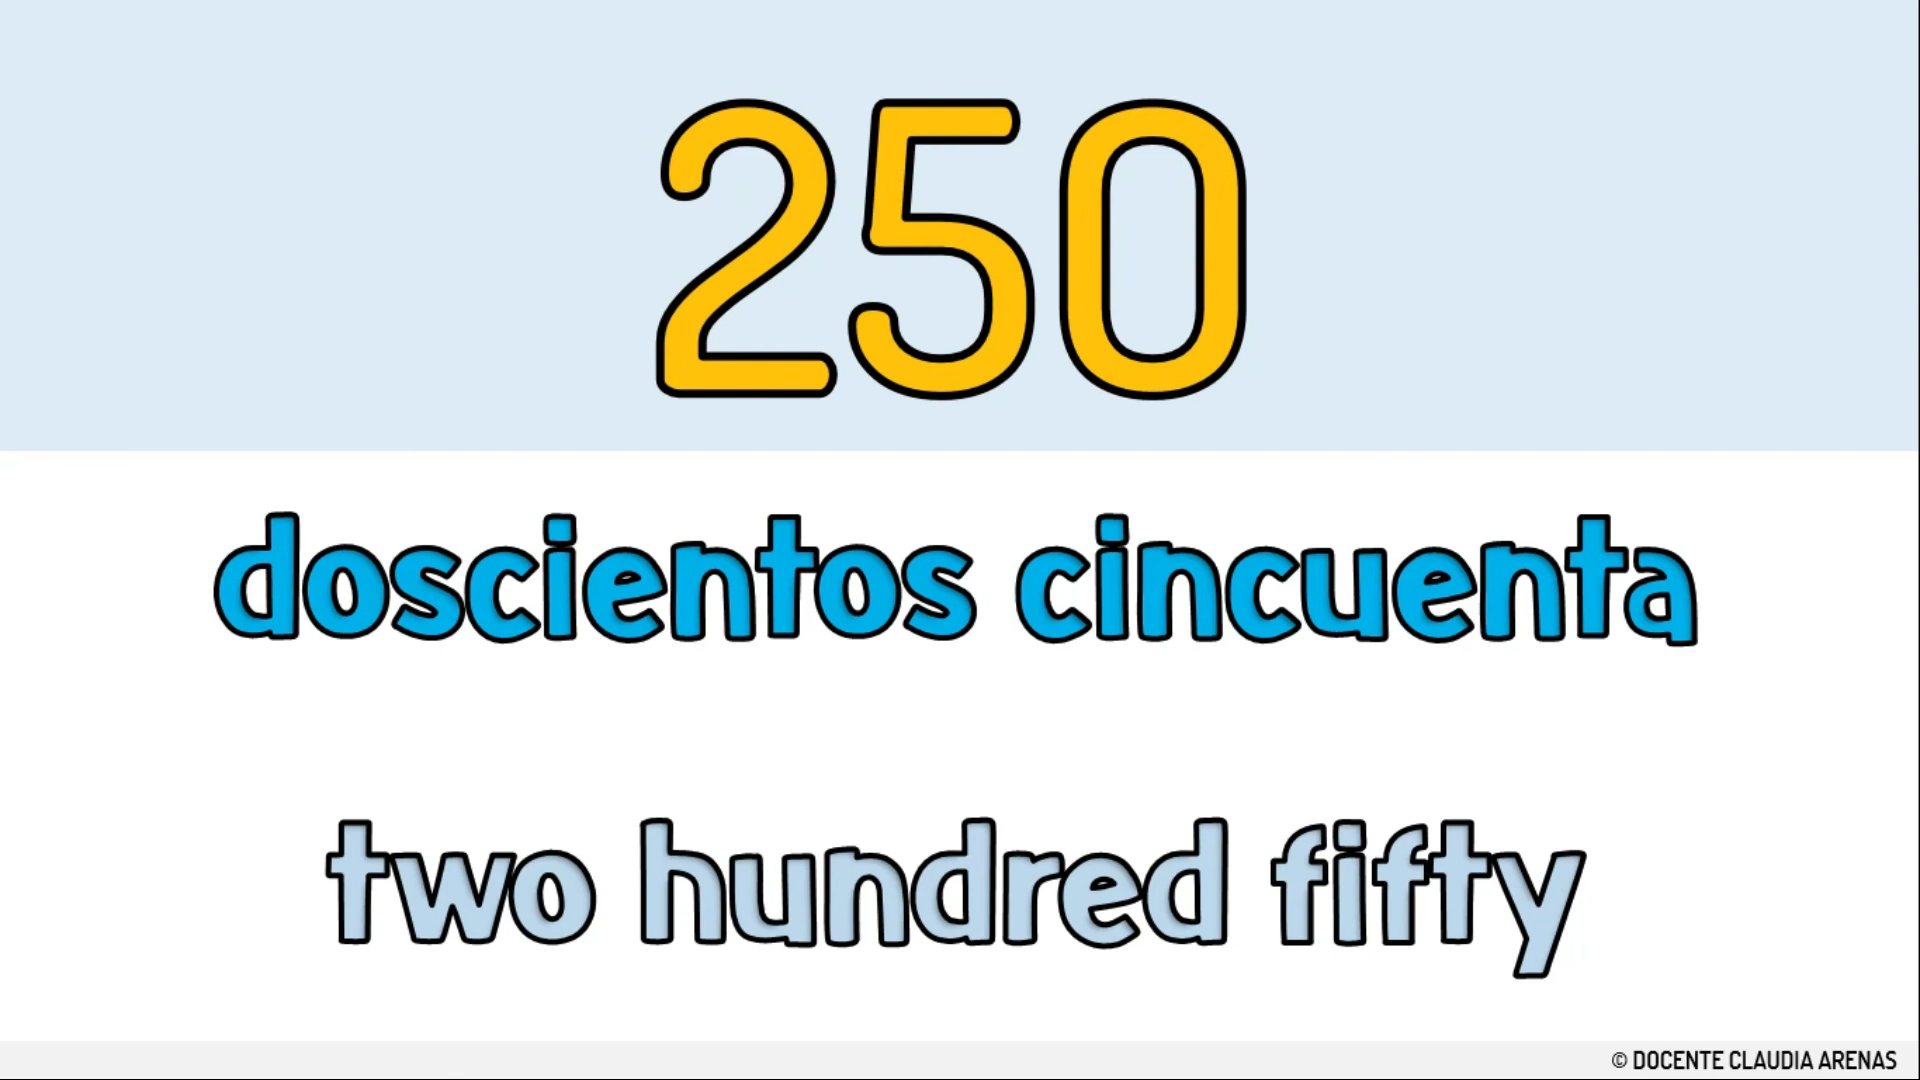 250
doscientos cincuenta
two hundred fifty
© DOCENTE CLAUDIA ARENAS